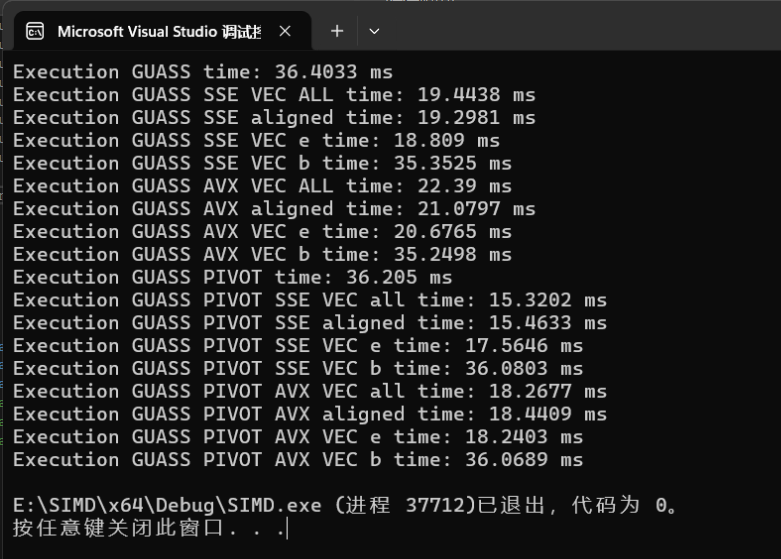 Microsoft Visual Studio 调试控
Execution GUASS time: 36.4033 ms
Execution GUASS SSE VEC ALL time: 19.4438 ms
Execution GUASS SSE aligned time: 19.2981 ms
Execution GUASS SSE VEC e time: 18.809 ms
Execution GUASS SSE VEC b time: 35.3525 ms
Execution GUASS AVX VEC ALL time: 22.39 ms
Execution GUASS AVX aligned time: 21.0797 ms
Execution GUASS AVX VEC e time: 20.6765 ms
Execution GUASS AVX VEC b time: 35.2498 ms
Execution GUASS PIVOT time: 36.205 ms
Execution GUASS PIVOT SSE VEC all time: 15.3202 ms
Execution GUASS PIVOT SSE aligned time: 15.4633 ms
Execution GUASS PIVOT SSE VEC e time: 17.5646 ms
Execution GUASS PIVOT SSE VEC b time: 36.0803 ms
Execution GUASS PIVOT AVX VEC all time: 18.2677 ms
Execution GUASS PIVOT AVX aligned time: 18.4409 ms
Execution GUASS PIVOT AVX VEC e time: 18.2403 ms
Execution GUASS PIVOT AVX VEC b time: 36.0689 ms
E:\SIMD\x64\Debug\SIMD.exe (进程 37712)已退出，代码为 0。
按任意键关闭此窗口. . .